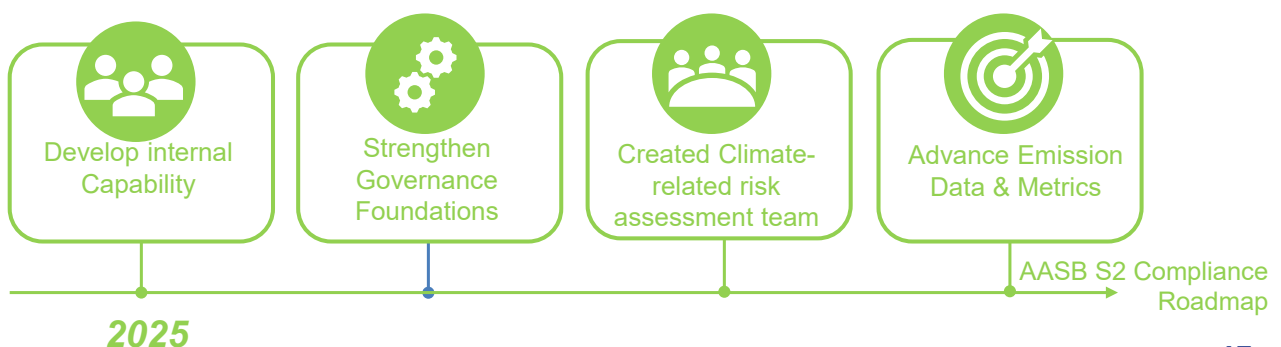 Develop internal
Capability
Strengthen
Governance
Foundations
Created Climate-
related risk
assessment team
Advance Emission
Data & Metrics
AASB S2 Compliance
Roadmap
2025